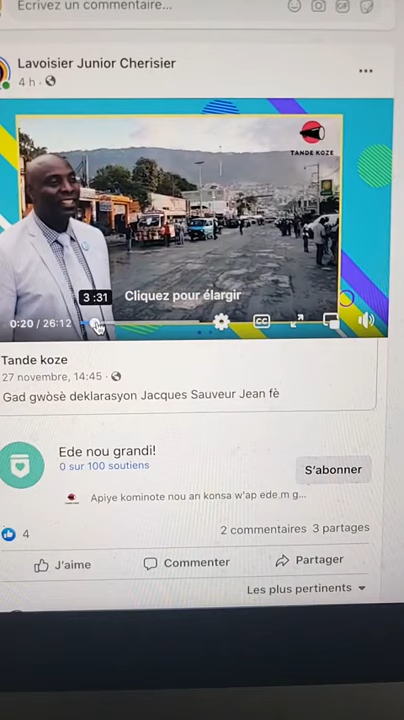 Écrivez un commentaire...
Lavoisier Junior Cherisier
4 h
TANDE KOZE
3:31
Cliquez pour élargir
0:20 / 26:12
CC
Tande koze
27 novembre, 14:45
Gad gwòsè deklarasyon Jacques Sauveur Jean fè
Ede nou grandi!
0 sur 100 soutiens
S'abonner
Apiye kominote nou an konsa w'ap ede m g...
4
2 commentaires 3 partages
J'aime
Commenter
Partager
Les plus pertinents